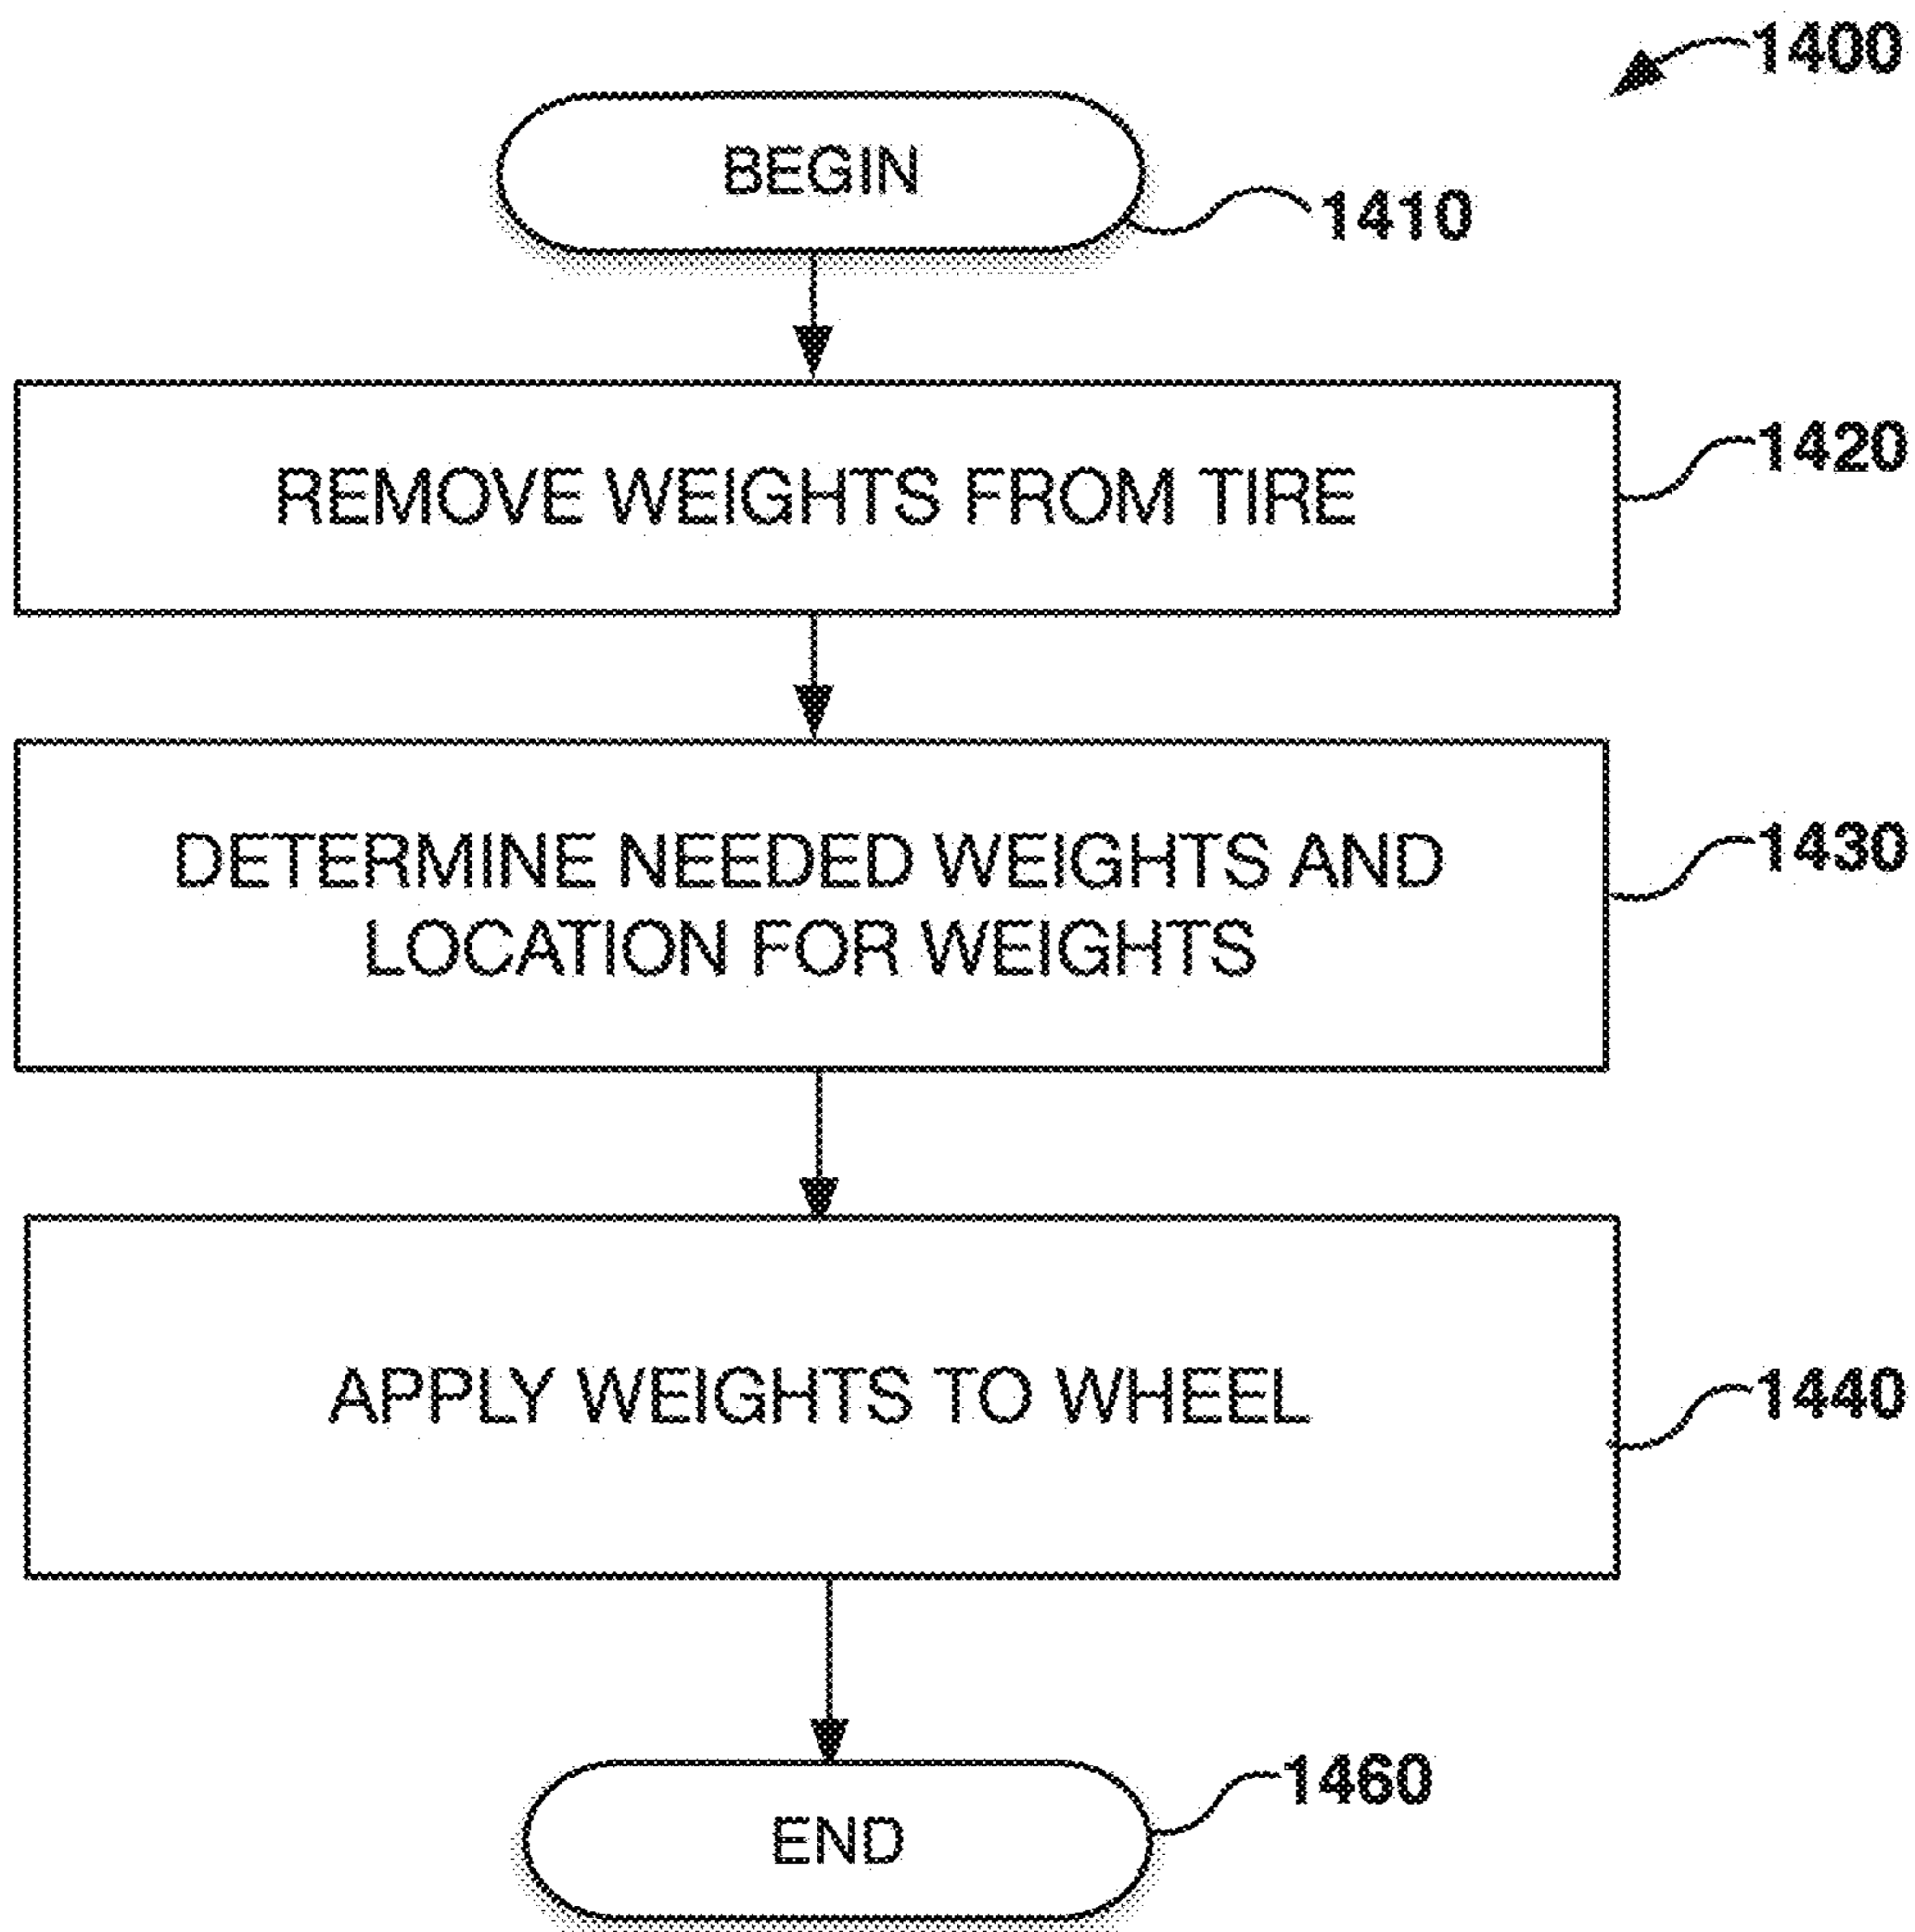 1400
BEGIN
1410
REMOVE WEIGHTS FROM TIRE
1420
DETERMINE NEEDED WEIGHTS AND
LOCATION FOR WEIGHTS
1430
APPLY WEIGHTS TO WHEEL
1440
END
1460